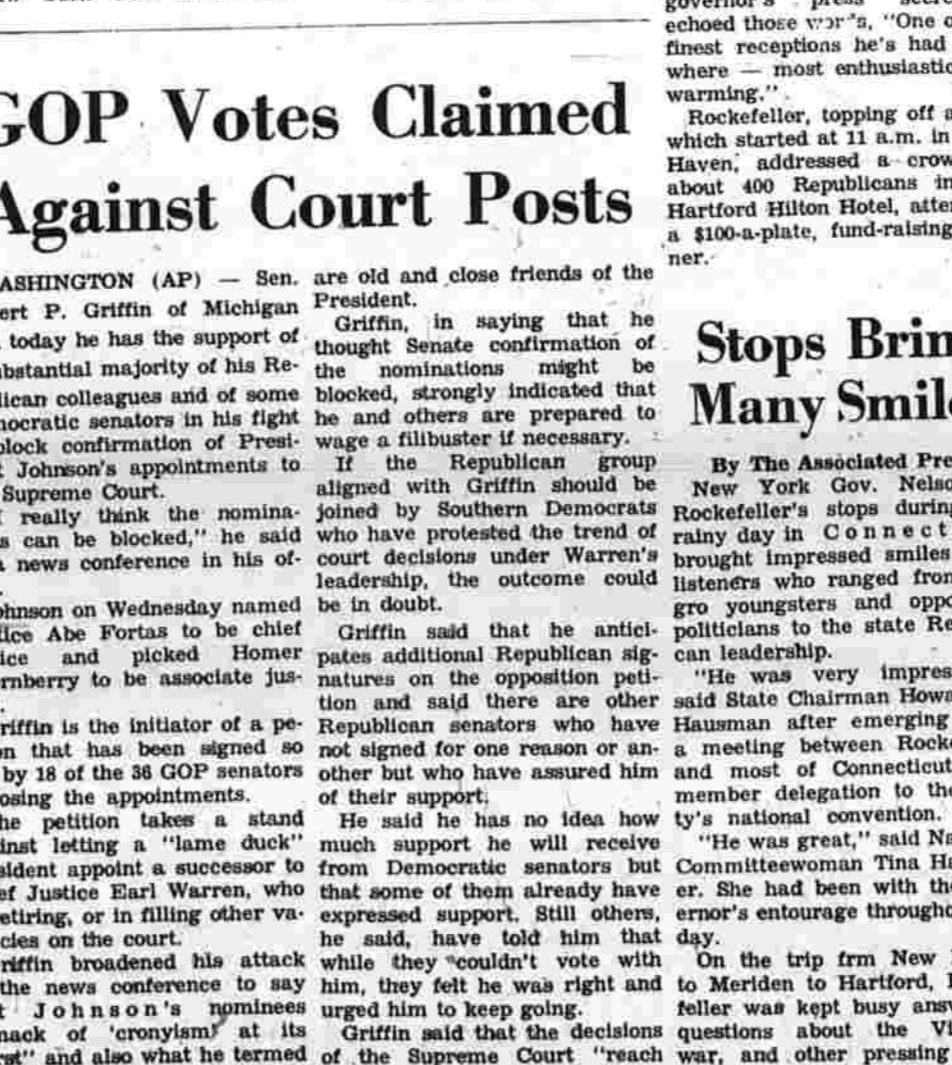 GOP Votes Claimed
Against Court Posts
ASHINGTON (AP) — Sen.
ert P. Griffin of Michigan
today he has the support of
bstantial majority of his Re-
lican colleagues and of some
ocratic senators in his fight
block confirmation of Presi-
t Johnson's appointments to
Supreme Court.
I really think the nomina-
s can be blocked," he said
a news conference in his of-
ohnson on Wednesday named
tice Abe Fortas to be chief
ice and picked Homer
rnberry to be associate jus-
riffin is the initiator of a pe-
on that has been signed so
by 18 of the 36 GOP senators
osing the appointments.
he petition takes a stand
inst letting a "lame duck"
sident appoint a successor to
ef Justice Earl Warren, who
etiring, or in filling other va-
cies on the court.
riffin broadened his attack
the news conference to say
t Johnson's nominees
mack of 'cronyism' at its
rst" and also what he termed
are old and close friends of the
President.
Griffin, in saying that he
thought Senate confirmation of
the nominations might be
blocked, strongly indicated that
he and others are prepared to
wage a filibuster if necessary.
If the Republican group
aligned with Griffin should be
joined by Southern Democrats
who have protested the trend of
court decisions under Warren's
leadership, the outcome could
be in doubt.
Griffin said that he antici-
pates additional Republican sig-
natures on the opposition peti-
tion and said there are other
Republican senators who have
not signed for one reason or an-
other but who have assured him
of their support.
He said he has no idea how
much support he will receive
from Democratic senators but
that some of them already have
expressed support. Still others,
he said, have told him that
while they "couldn't vote with
him, they felt he was right and
urged him to keep going.
Griffin said that the decisions
of the Supreme Court "reach
echoed those "One o
finest receptions he's had
where — most enthusiastic
warming."
Rockefeller, topping off a
which started at 11 a.m. in
Haven, addressed a crow
about 400 Republicans in
Hartford Hilton Hotel, atte
a $100-a-plate, fund-raising
ner.
Stops Brin
Many Smile
By The Associated Pre
New York Gov. Nelso
Rockefeller's stops during
rainy day in Connect
brought impressed smiles
listeners who ranged from
gro youngsters and oppo
politicians to the state Re
can leadership.
"He was very impres
said State Chairman Howa
Hausman after emerging
a meeting between Rocke
and most of Connecticut
member delegation to the
ty's national convention.
"He was great," said Na
Committeewoman Tina Ha
er. She had been with the
ernor's entourage througho
day.
On the trip frm New
to Meriden to Hartford,
feller was kept busy ans
questions about the Vi
war, and other pressing